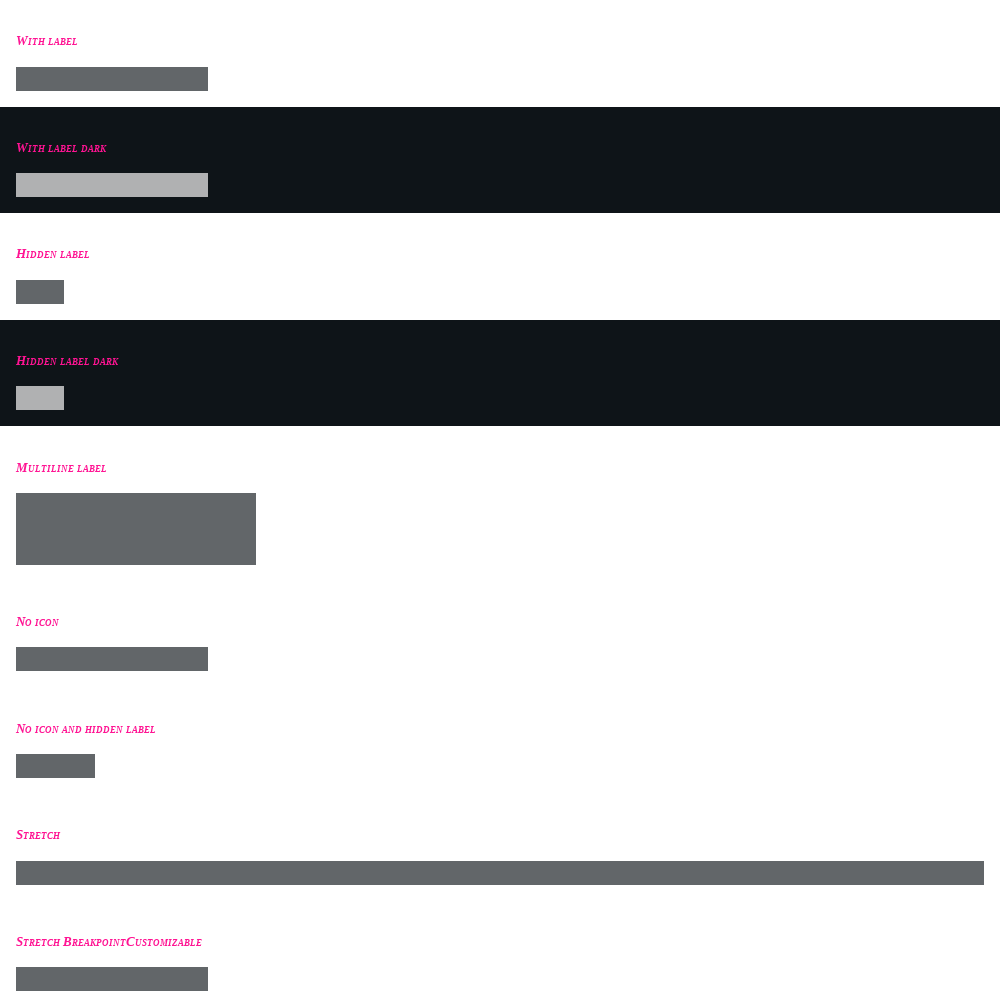 With label
With label dark
Hidden label
Hidden label dark
Multiline label
No icon
No icon and hidden label
Stretch
Stretch BreakpointCustomizable